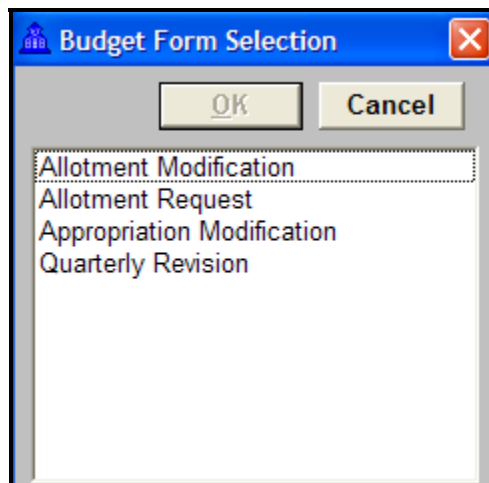 Budget Form Selection
OK Cancel
Allotment Modification
Allotment Request
Appropriation Modification
Quarterly Revision